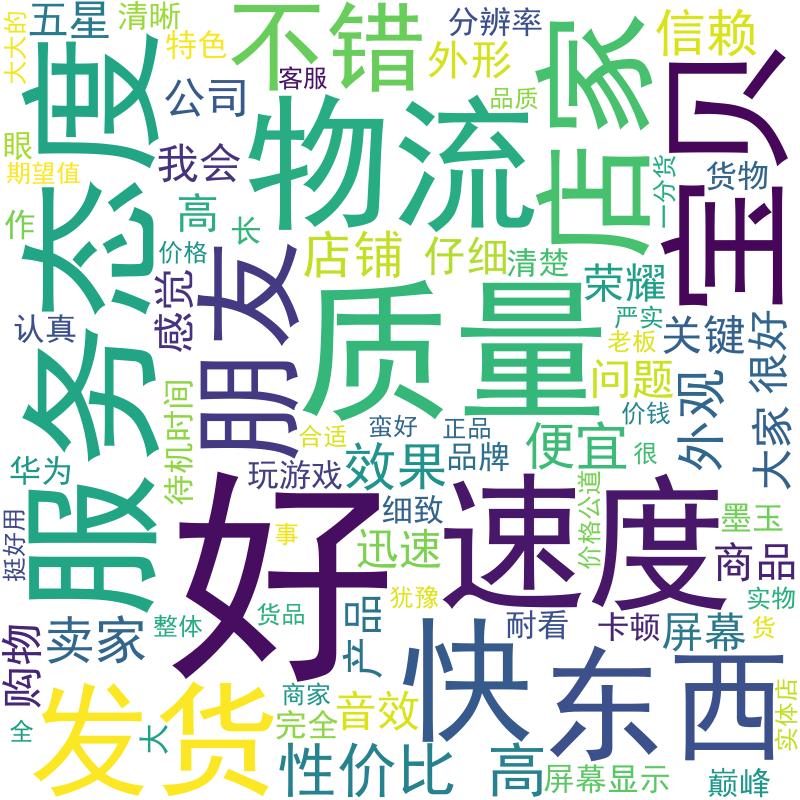 大大的
五星
清晰
特色
不错
分辨率
外形
信赖
服务态度
公司
客服
品质
店家
宝贝
眼
期望值
我会
物流
一分货
货物
作
高
长
价格
店铺
仔细
清楚
荣耀
感觉
朋友
质量
严实
老板
关键
很好
认真
待机时间
问题
价钱
外观
大家
合适
蛮好
正品
便宜
很
华为
玩游戏
效果
品牌
价格公道
挺好用
好
事
细致
速度
墨玉
迅速
商品
购物
卖家
整体
货品
产品
犹豫
耐看
卡顿
屏幕
实物
货
快
东西
全
大
发货
商家
完全
音效
性价比
高
屏幕显示
巅峰
实体店